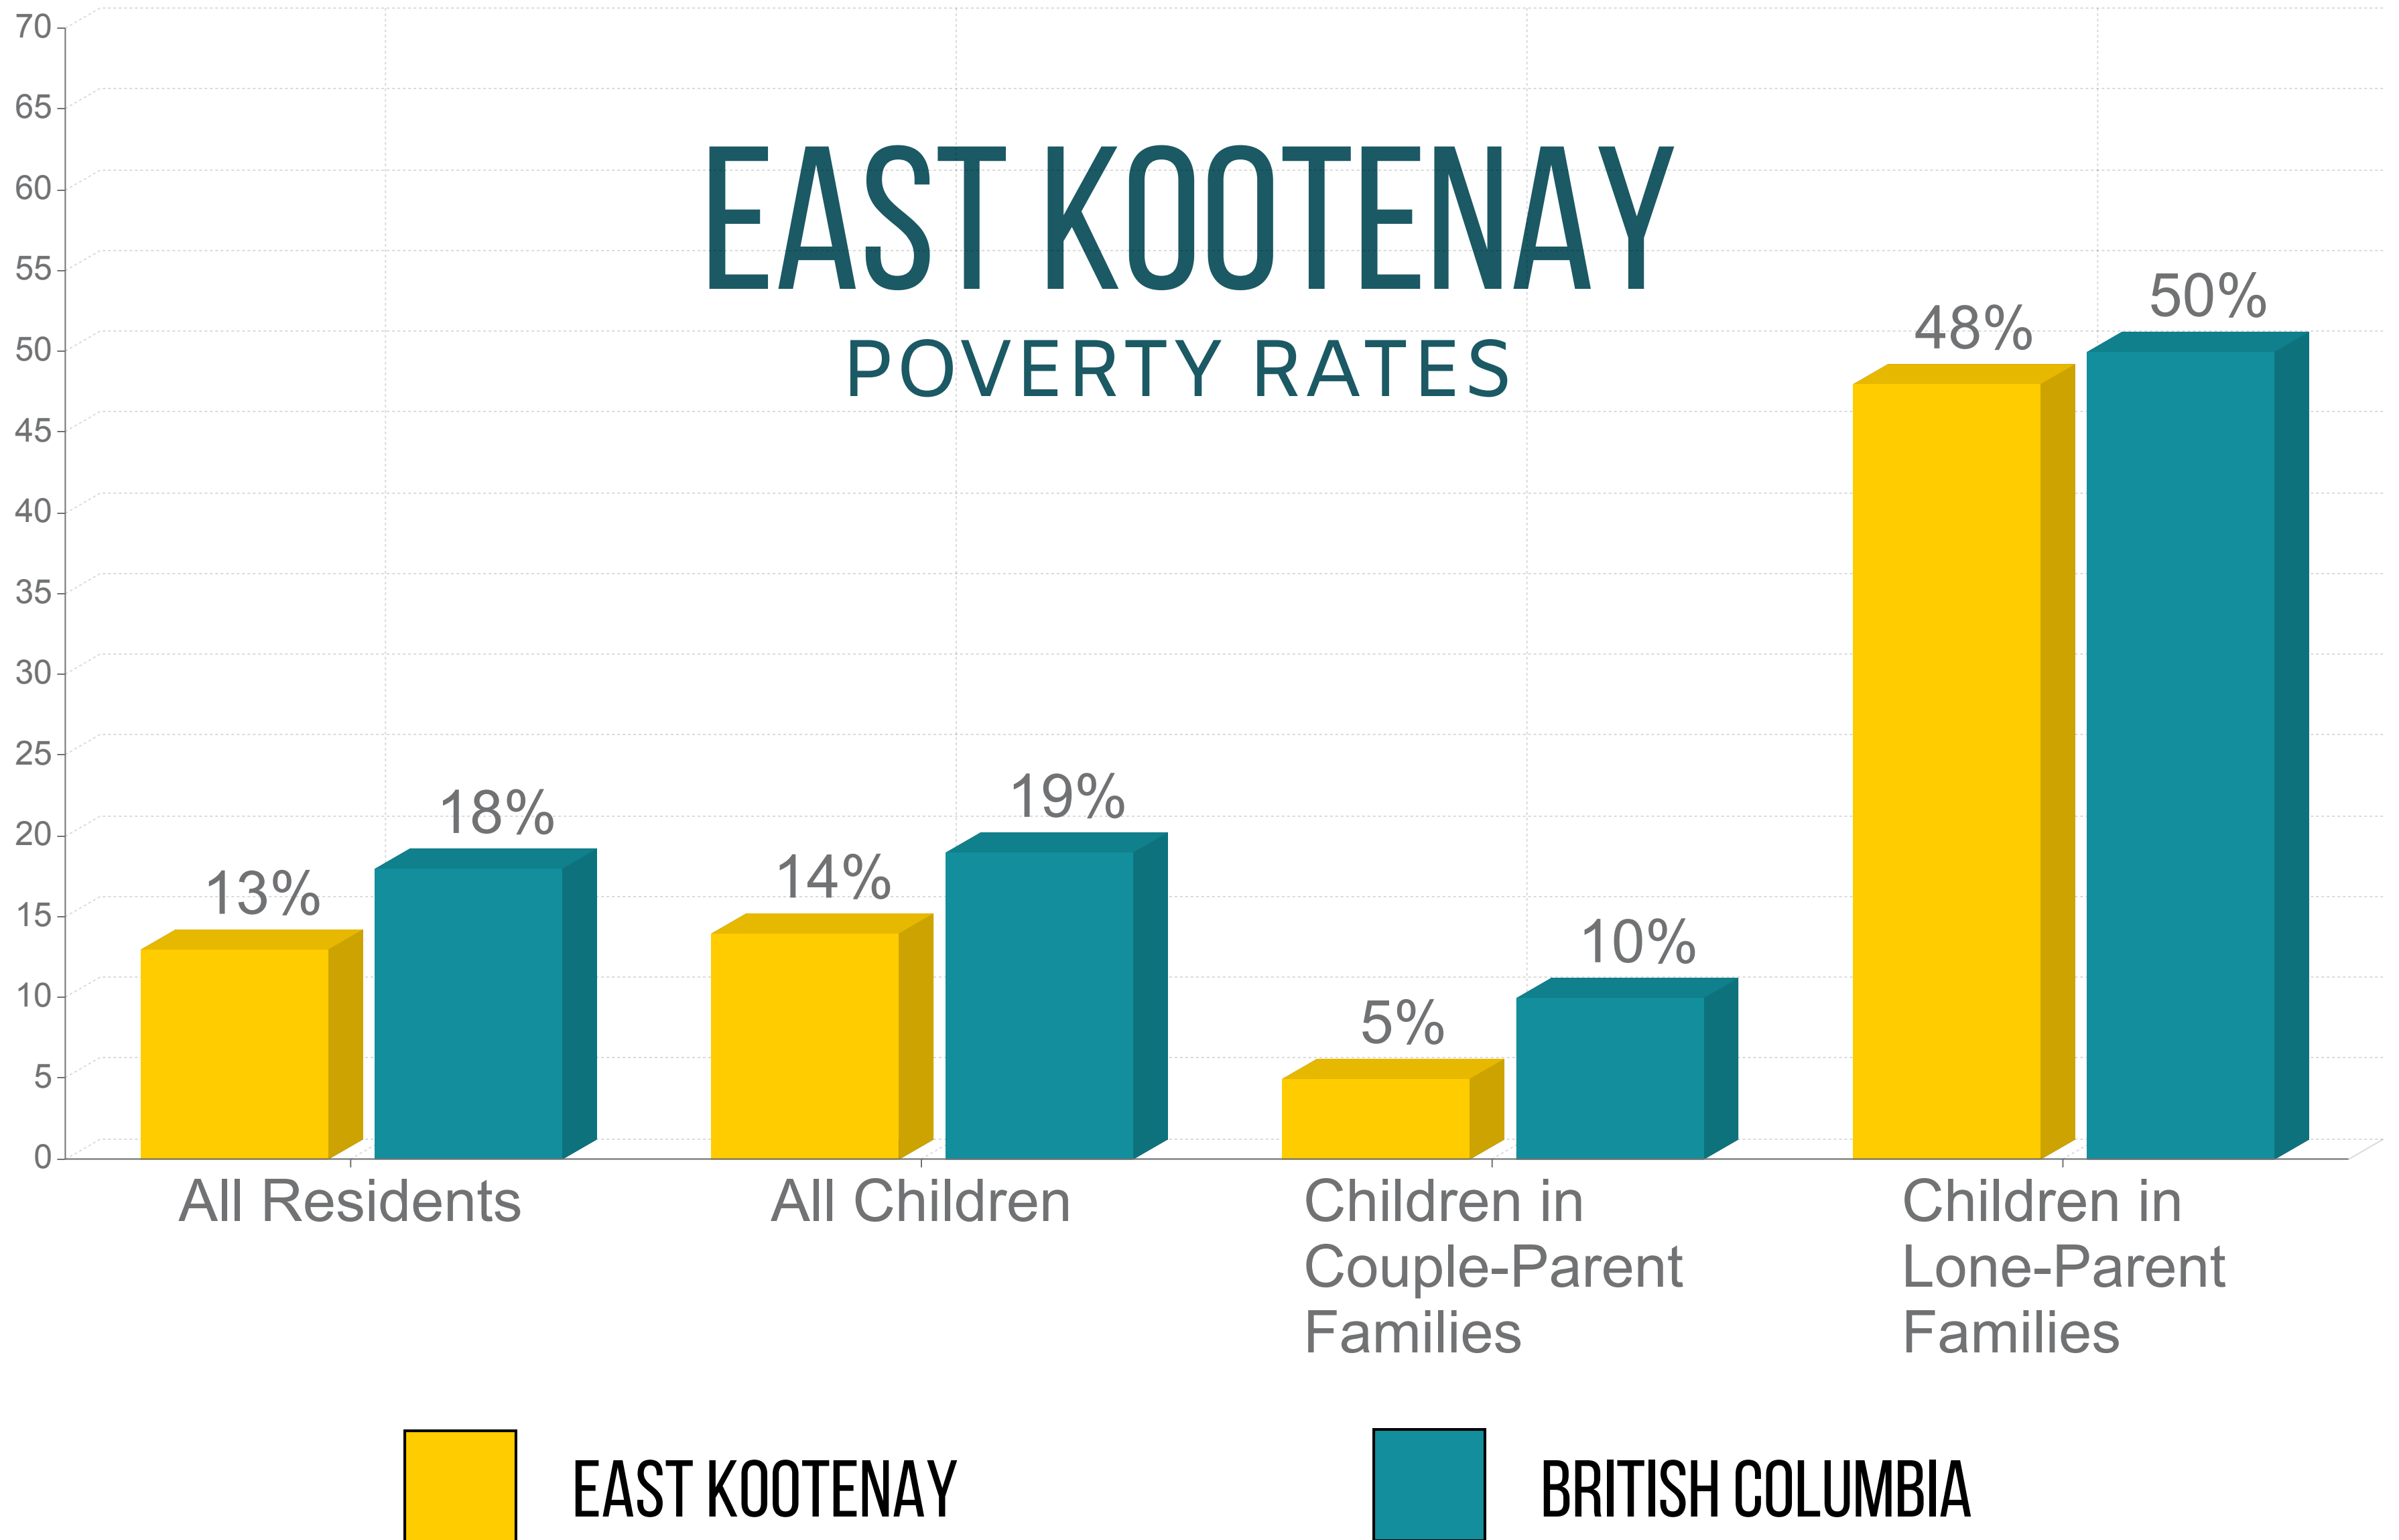 70
65
60
55
50
45
40
35
30
25
20
15
10
5
0
EAST KOOTENAY
POVERTY RATES
13%
18%
14%
19%
5%
10%
48%
50%
All Residents
All Children
Children in
Couple-Parent
Families
Children in
Lone-Parent
Families
EAST KOOTENAY
BRITISH COLUMBIA